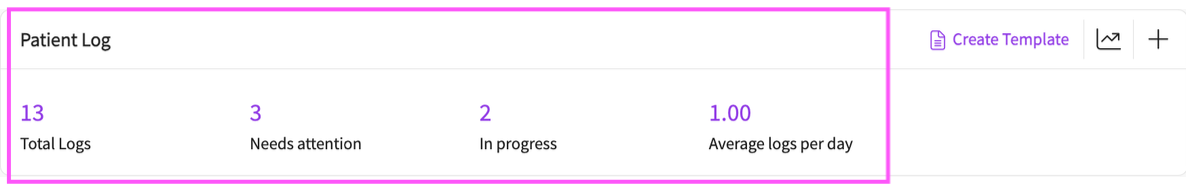 Patient Log
Create Template
13
3
2
1.00
Total Logs
Needs attention
In progress
Average logs per day